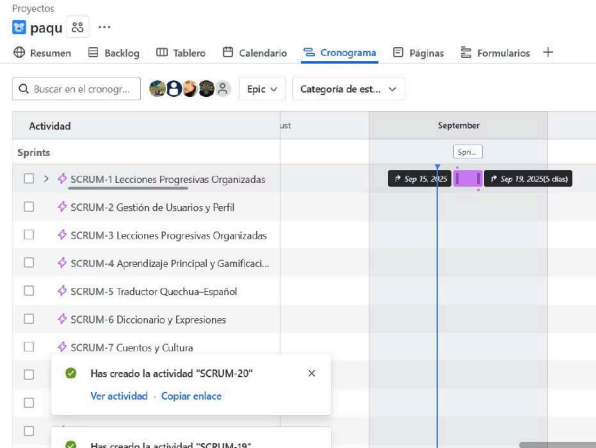 Proyectos
paqu
Resumen Backlog Tablero Calendario Cronograma Páginas Formularios
Buscar en el cronogr... Epic Categoría de est...
Actividad ust September
Sprints Spri...
SCRUM-1 Lecciones Progresivas Organizadas Sep 15, 2025 Sep 19, 2025(5 días)
SCRUM-2 Gestión de Usuarios y Perfil
SCRUM-3 Lecciones Progresivas Organizadas
SCRUM-4 Aprendizaje Principal y Gamificaci...
SCRUM-5 Traductor Quechua–Español
SCRUM-6 Diccionario y Expresiones
SCRUM-7 Cuentos y Cultura
Has creado la actividad "SCRUM-20"
Ver actividad · Copiar enlace
Has creado la actividad "SCRUM-19"